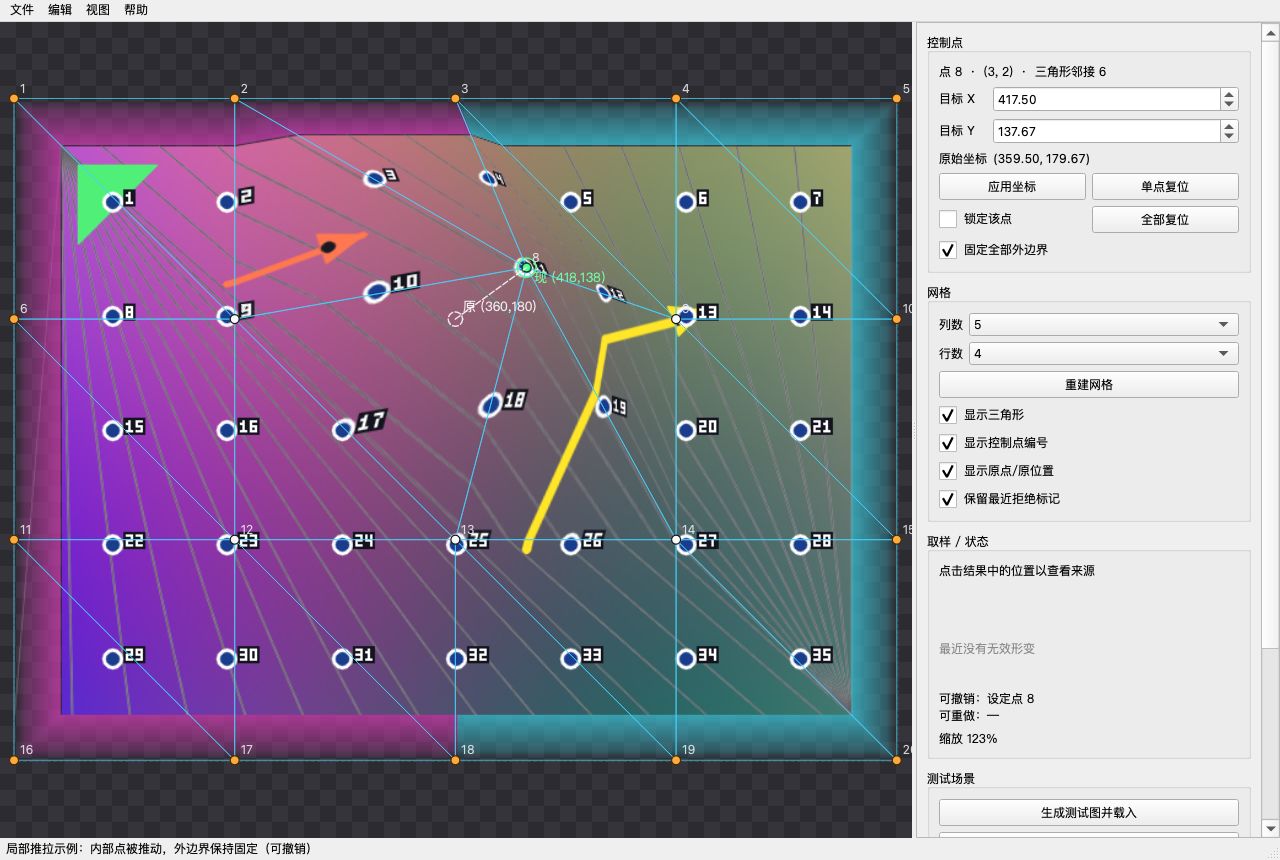 文件 编辑 视图 帮助
1 2 3 4 5
1 2 3 4 5 6 7
8
现 (418,138)
10 12
6 8 9 原 (360,180) 9 13 14 10
15 16 17 18 19 20 21
11 12 13 14 15
22 23 24 25 26 27 28
29 30 31 32 33 34 35
16 17 18 19
控制点
点 8 · (3, 2) · 三角形邻接 6
目标 X 417.50
目标 Y 137.67
原始坐标 (359.50, 179.67)
应用坐标 单点复位
锁定该点 全部复位
固定全部外边界
网格
列数 5
行数 4
重建网格
显示三角形
显示控制点编号
显示原点/原位置
保留最近拒绝标记
取样 / 状态
点击结果中的位置以查看来源
最近没有无效形变
可撤销：设定点 8
可重做：—
缩放 123%
测试场景
生成测试图并载入
局部推拉示例：内部点被推动，外边界保持固定（可撤销）